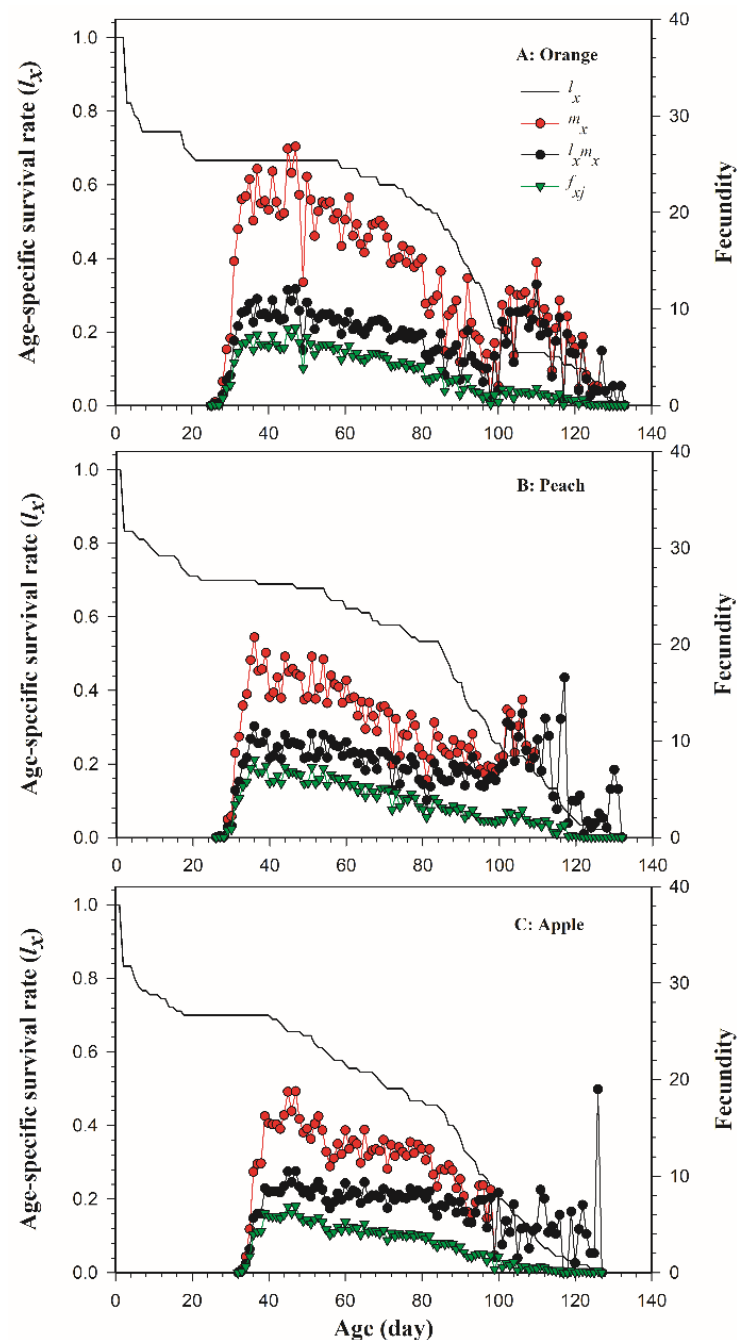 Age-specific survival rate (lx)
Fecundity
1.0
0.8
0.6
0.4
0.2
0.0
40
30
20
10
0
A: Orange
lx
mx
lxmx
fxj
0 20 40 60 80 100 120 140
Age-specific survival rate (lx)
Fecundity
1.0
0.8
0.6
0.4
0.2
0.0
40
30
20
10
0
B: Peach
0 20 40 60 80 100 120 140
Age-specific survival rate (lx)
Fecundity
1.0
0.8
0.6
0.4
0.2
0.0
40
30
20
10
0
C: Apple
0 20 40 60 80 100 120 140
Age (day)